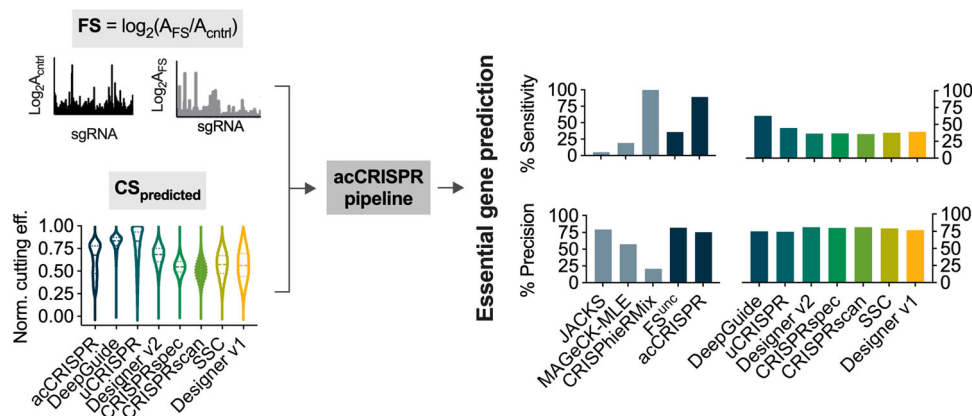 FS = log2(AFS/Acntrl)
Log2Acntrl
sgRNA
Log2AFS
sgRNA
CSpredicted
Norm. cutting eff.
1.00
0.75
0.50
0.25
0.00
acCRISPR
DeepGuide
uCRISPR
Designer v2
CRISPRspec
CRISPRscan
SSC
Designer v1
acCRISPR
pipeline
Essential gene prediction
% Sensitivity
100
75
50
25
0
100
75
50
25
0
% Precision
100
75
50
25
0
100
75
50
25
0
JACKS
MAGeCK-MLE
CRISPhieRMix
FSunc
acCRISPR
DeepGuide
uCRISPR
Designer v2
CRISPRspec
CRISPRscan
SSC
Designer v1